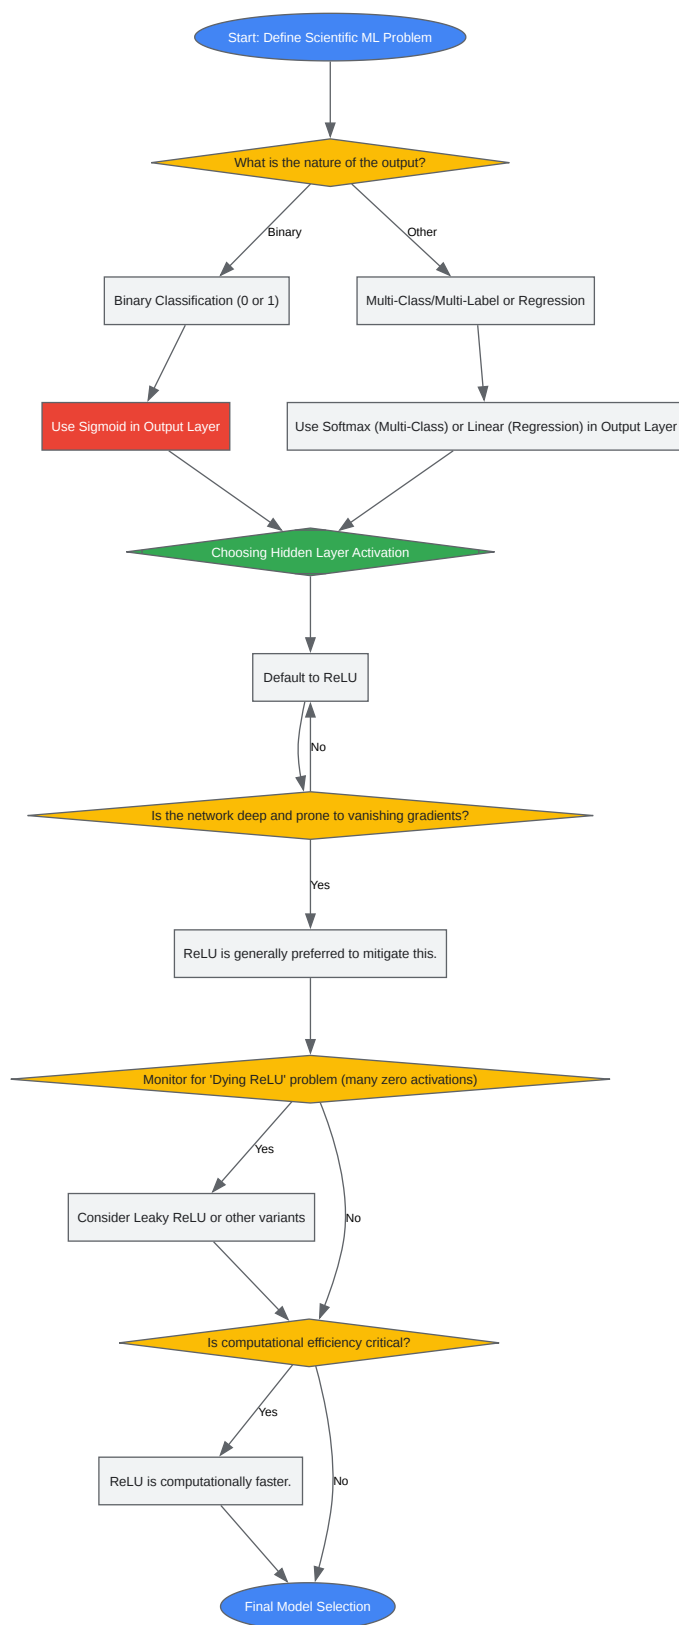 Start: Define Scientific ML Problem
What is the nature of the output?
Binary
Other
Binary Classification (0 or 1)
Multi-Class/Multi-Label or Regression
Use Sigmoid in Output Layer
Use Softmax (Multi-Class) or Linear (Regression) in Output Layer
Choosing Hidden Layer Activation
Default to ReLU
No
Is the network deep and prone to vanishing gradients?
Yes
ReLU is generally preferred to mitigate this.
Monitor for 'Dying ReLU' problem (many zero activations)
Yes
Consider Leaky ReLU or other variants
No
Is computational efficiency critical?
Yes
ReLU is computationally faster.
No
Final Model Selection